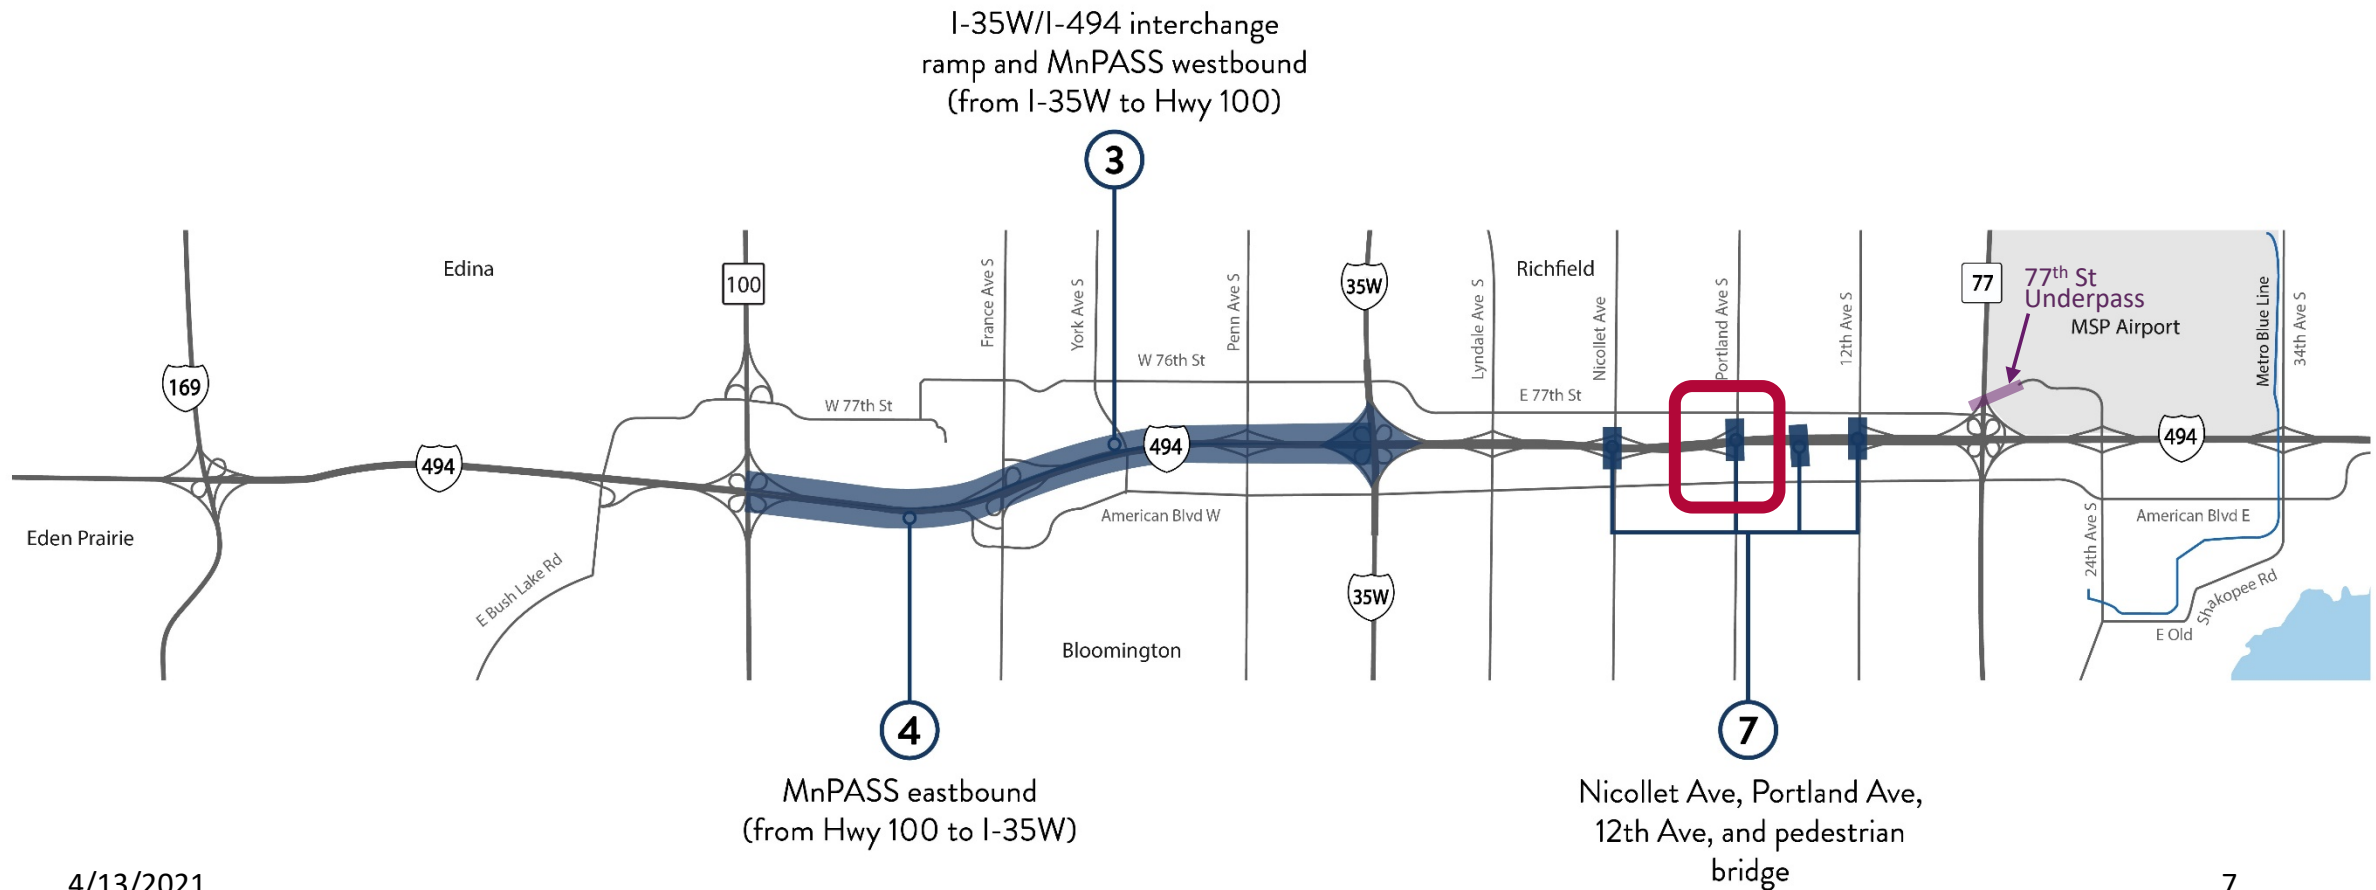 I-35W/I-494 interchange
ramp and MnPASS westbound
(from I-35W to Hwy 100)
3
Edina
100
France Ave S
York Ave S
Penn Ave S
35W
Lyndale Ave S
Richfield
Nicollet Ave
Portland Ave S
12th Ave S
77
77th St
Underpass
MSP Airport
Metro Blue Line
34th Ave S
169
W 76th St
W 77th St
E 77th St
494
494
494
Eden Prairie
E Bush Lake Rd
American Blvd W
35W
24th Ave S
American Blvd E
E Old
Shakopee Rd
Bloomington
4
7
MnPASS eastbound
(from Hwy 100 to I-35W)
Nicollet Ave, Portland Ave,
12th Ave, and pedestrian
bridge
4/13/2021
7